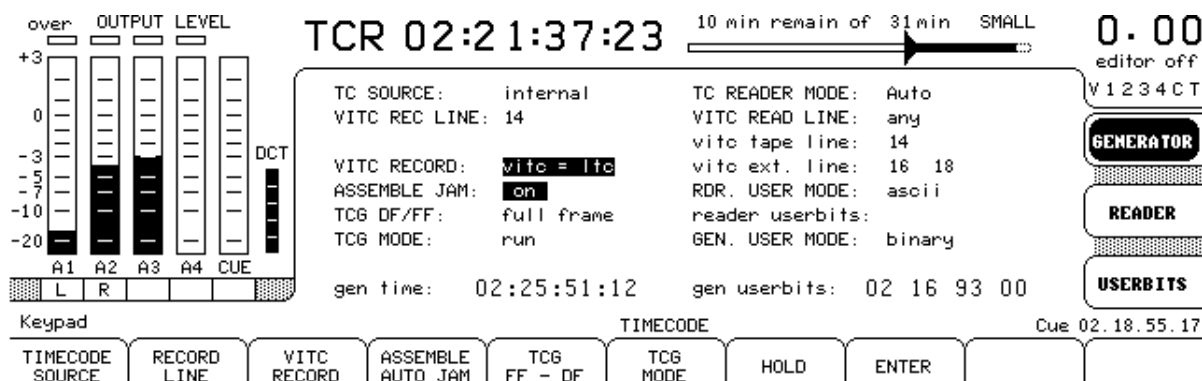 over OUTPUT LEVEL
TCR 02:21:37:23
10 min remain of 31min SMALL
0.00
editor off
V1234CT
+3
0
-3
-5
-7
-10
-20
DCT
A1 A2 A3 A4 CUE
L R
TC SOURCE: internal
VITC REC LINE: 14
VITC RECORD: vitc = ltc
ASSEMBLE JAM: on
TCG DF/FF: full frame
TCG MODE: run
gen time: 02:25:51:12
TC READER MODE: Auto
VITC READ LINE: any
vitc tape line: 14
vitc ext. line: 16 18
RDR. USER MODE: ascii
reader userbits:
GEN. USER MODE: binary
gen userbits: 02 16 93 00
GENERATOR
READER
USERBITS
Keypad TIMECODE Cue 02.18.55.17
TIMECODE SOURCE
RECORD LINE
VITC RECORD
ASSEMBLE AUTO JAM
TCG FF - DF
TCG MODE
HOLD
ENTER